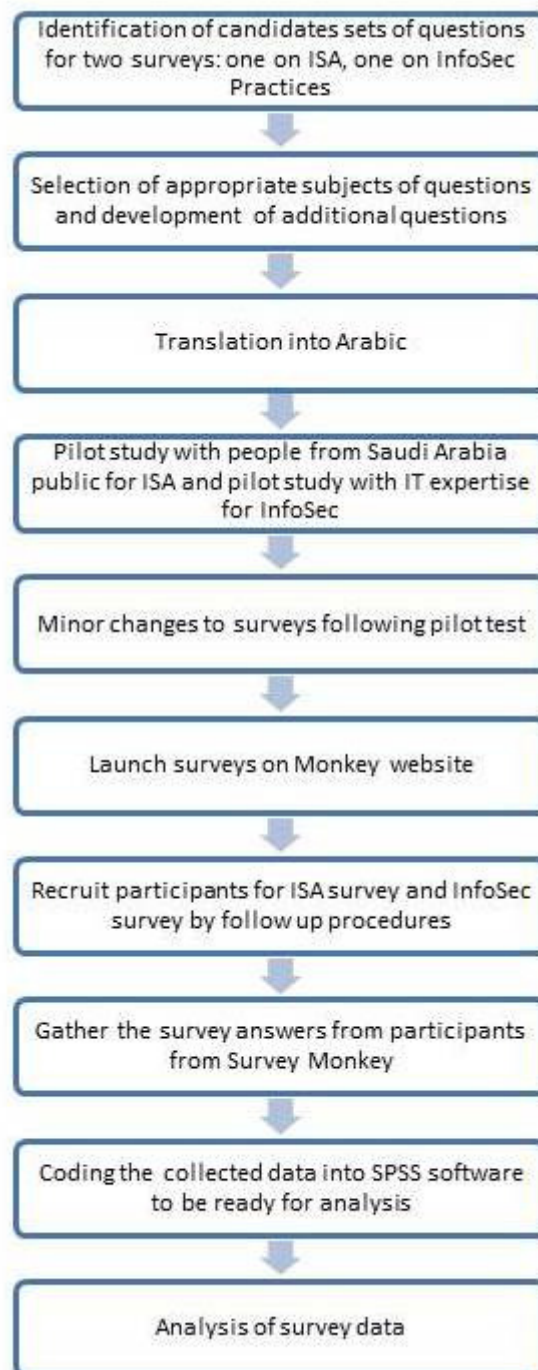 Identification of candidates sets of questions
for two surveys: one on ISA, one on InfoSec
Practices
Selection of appropriate subjects of questions
and development of additional questions
Translation into Arabic
Pilot study with people from Saudi Arabia
public for ISA and pilot study with IT expertise
for InfoSec
Minor changes to surveys following pilot test
Launch surveys on Monkey website
Recruit participants for ISA survey and InfoSec
survey by follow up procedures
Gather the survey answers from participants
from Survey Monkey
Coding the collected data into SPSS software
to be ready for analysis
Analysis of survey data